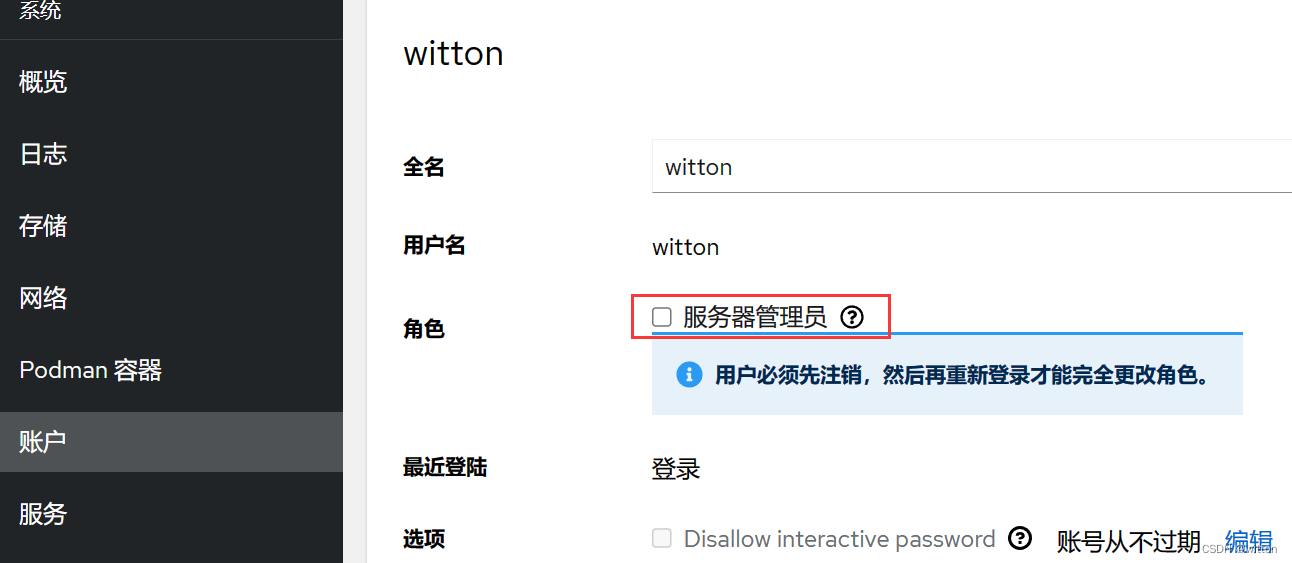 系统
概览
日志
存储
网络
Podman 容器
账户
服务
witton
全名
witton
用户名
witton
角色
服务器管理员
用户必须先注销，然后再重新登录才能完全更改角色。
最近登陆
登录
选项
Disallow interactive password
账号从不过期
编辑